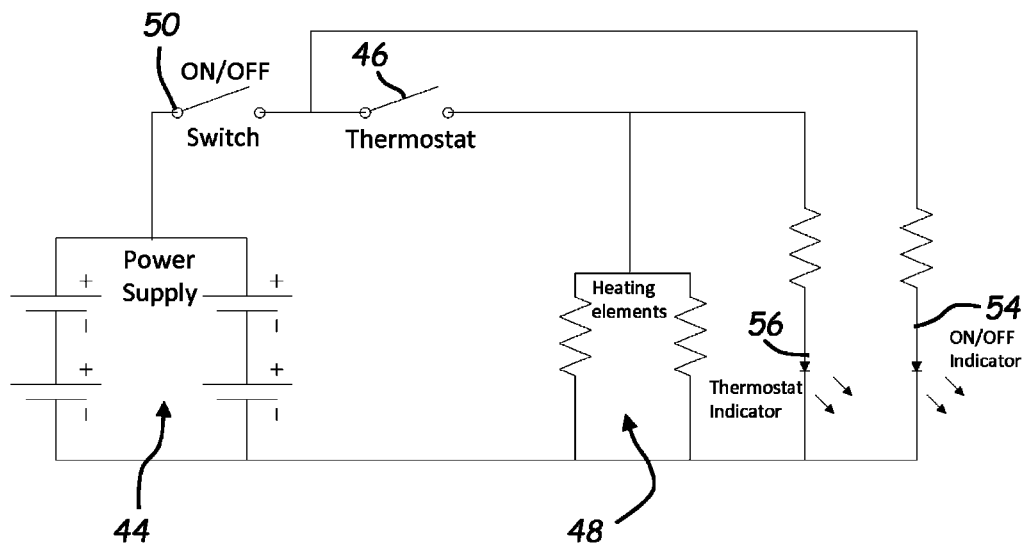 50
ON/OFF
46
Switch
Thermostat
Power
Supply
+
+
-
-
+
+
-
-
Heating
elements
56
54
ON/OFF
Indicator
Thermostat
Indicator
44
48